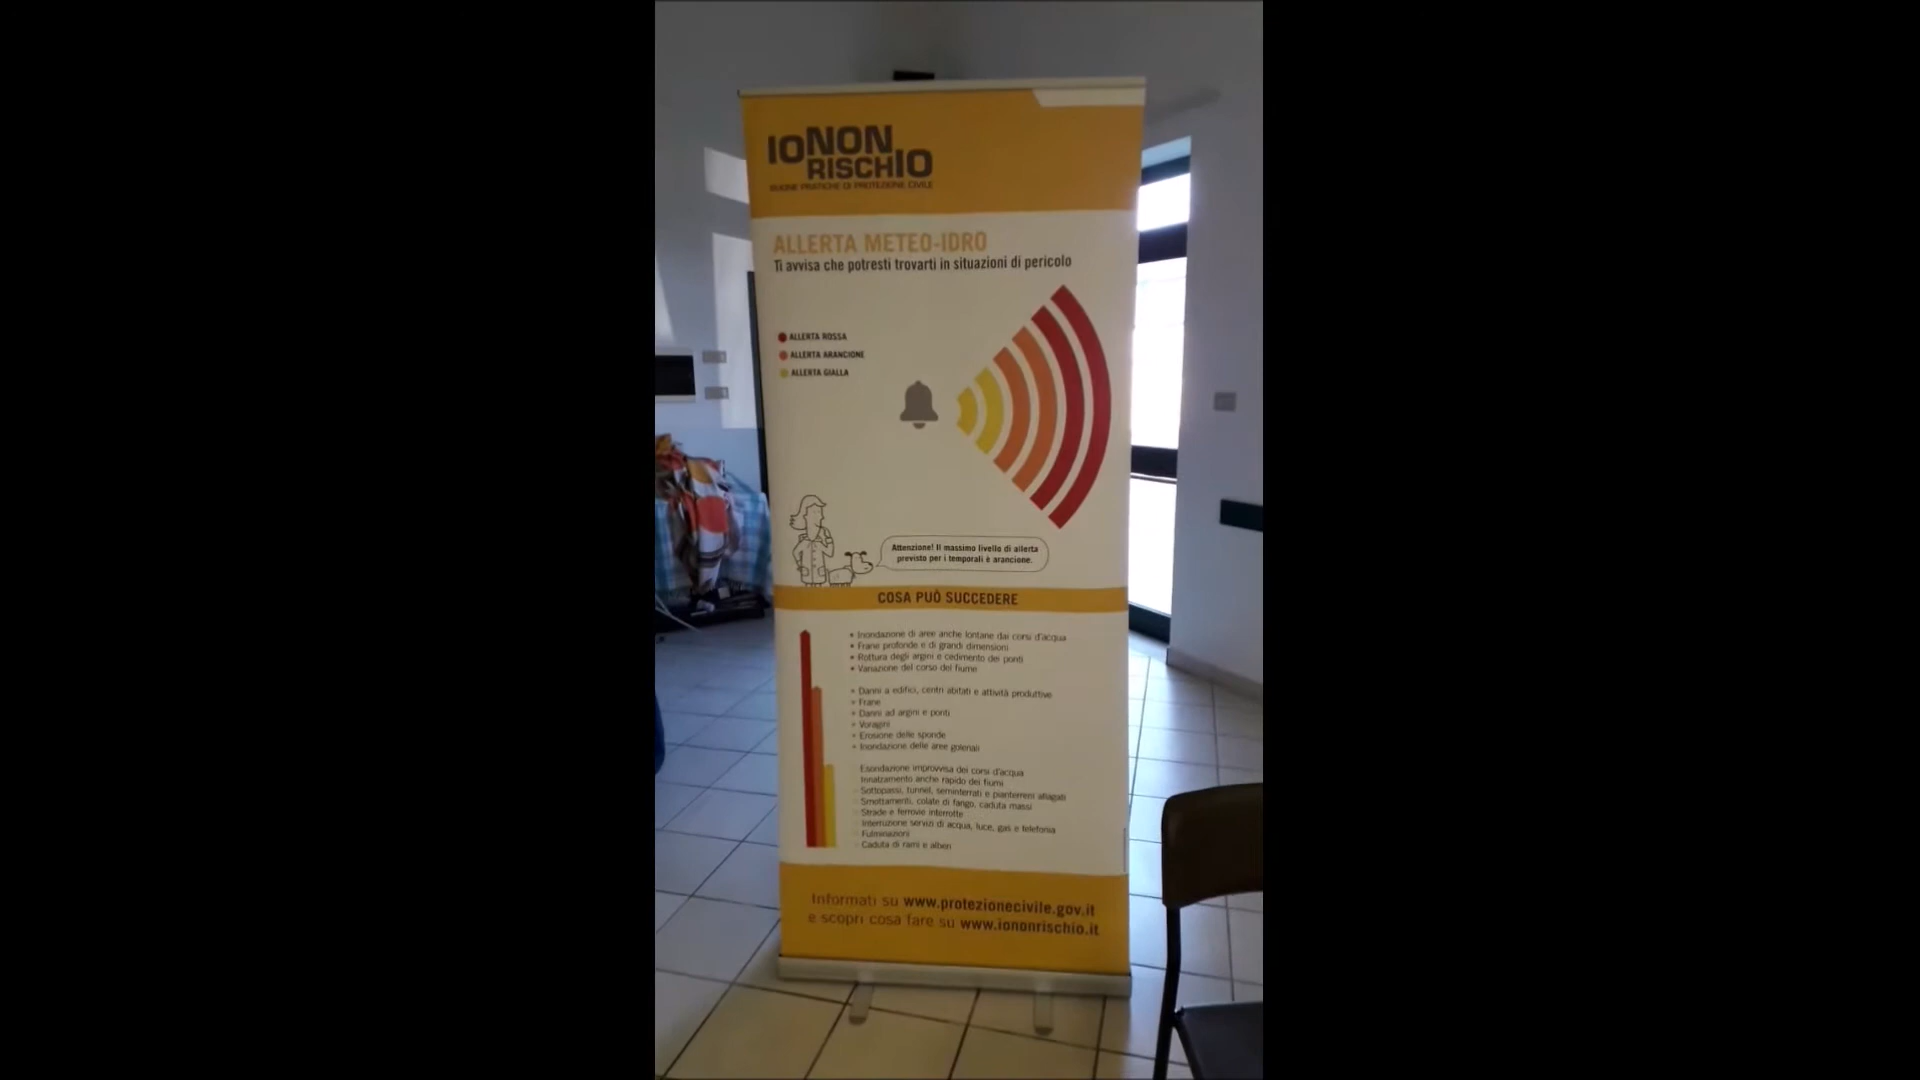 IO NON
RISCHIO
BUONE PRATICHE DI PROTEZIONE CIVILE
ALLERTA METEO-IDRO
Ti avvisa che potresti trovarti in situazioni di pericolo
ALLERTA ROSSA
ALLERTA ARANCIONE
ALLERTA GIALLA
Attenzione! Il massimo livello di allerta
previsto per i temporali è arancione.
COSA PUÒ SUCCEDERE
• Inondazione di aree anche lontane dai corsi d'acqua
• Frane profonde e di grandi dimensioni
• Rottura degli argini e cedimento dei ponti
• Variazione del corso del fiume
• Danni a edifici, centri abitati e attività produttive
• Frane
• Danni ad argini e ponti
• Voragini
• Erosione delle sponde
• Inondazione delle aree golenali
Esondazione improvvisa dei corsi d'acqua
Innalzamento anche rapido dei fiumi
Sottopassi, tunnel, seminterrati e pianterreni allagati
Smottamenti, colate di fango, caduta massi
Strade e ferrovie interrotte
Interruzione servizi di acqua, luce, gas e telefonia
Fulminazioni
Caduta di rami e alberi
Informati su www.protezionecivile.gov.it
e scopri cosa fare su www.iononrischio.it